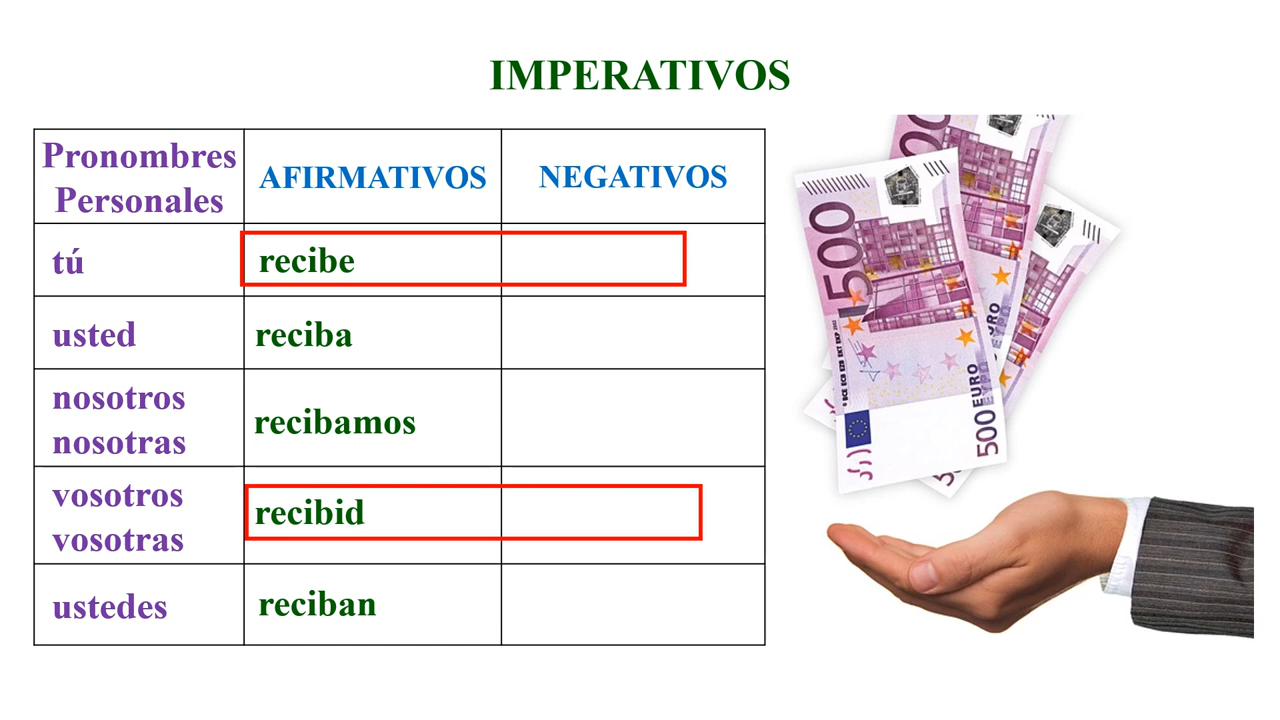 IMPERATIVOS
Pronombres
Personales
AFIRMATIVOS
NEGATIVOS
tú
recibe
usted
reciba
nosotros
nosotras
recibamos
vosotros
vosotras
recibid
ustedes
reciban
500
500 EURO
ΕΥΡΩ